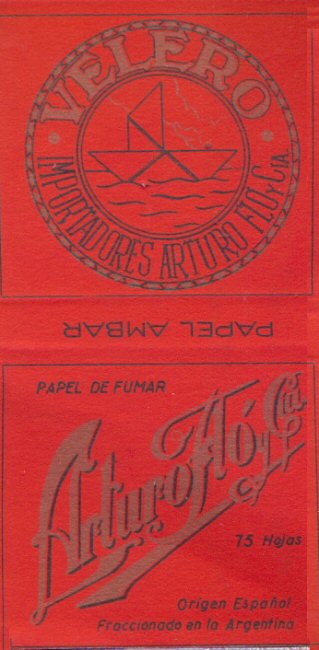 VELERO
IMPORTADORES ARTURO FLO Y CIA.
PAPEL AMBAR
PAPEL DE FUMAR
Arturo Fló y Cía
75 Hojas
Origen Español
Fraccionado en la Argentina